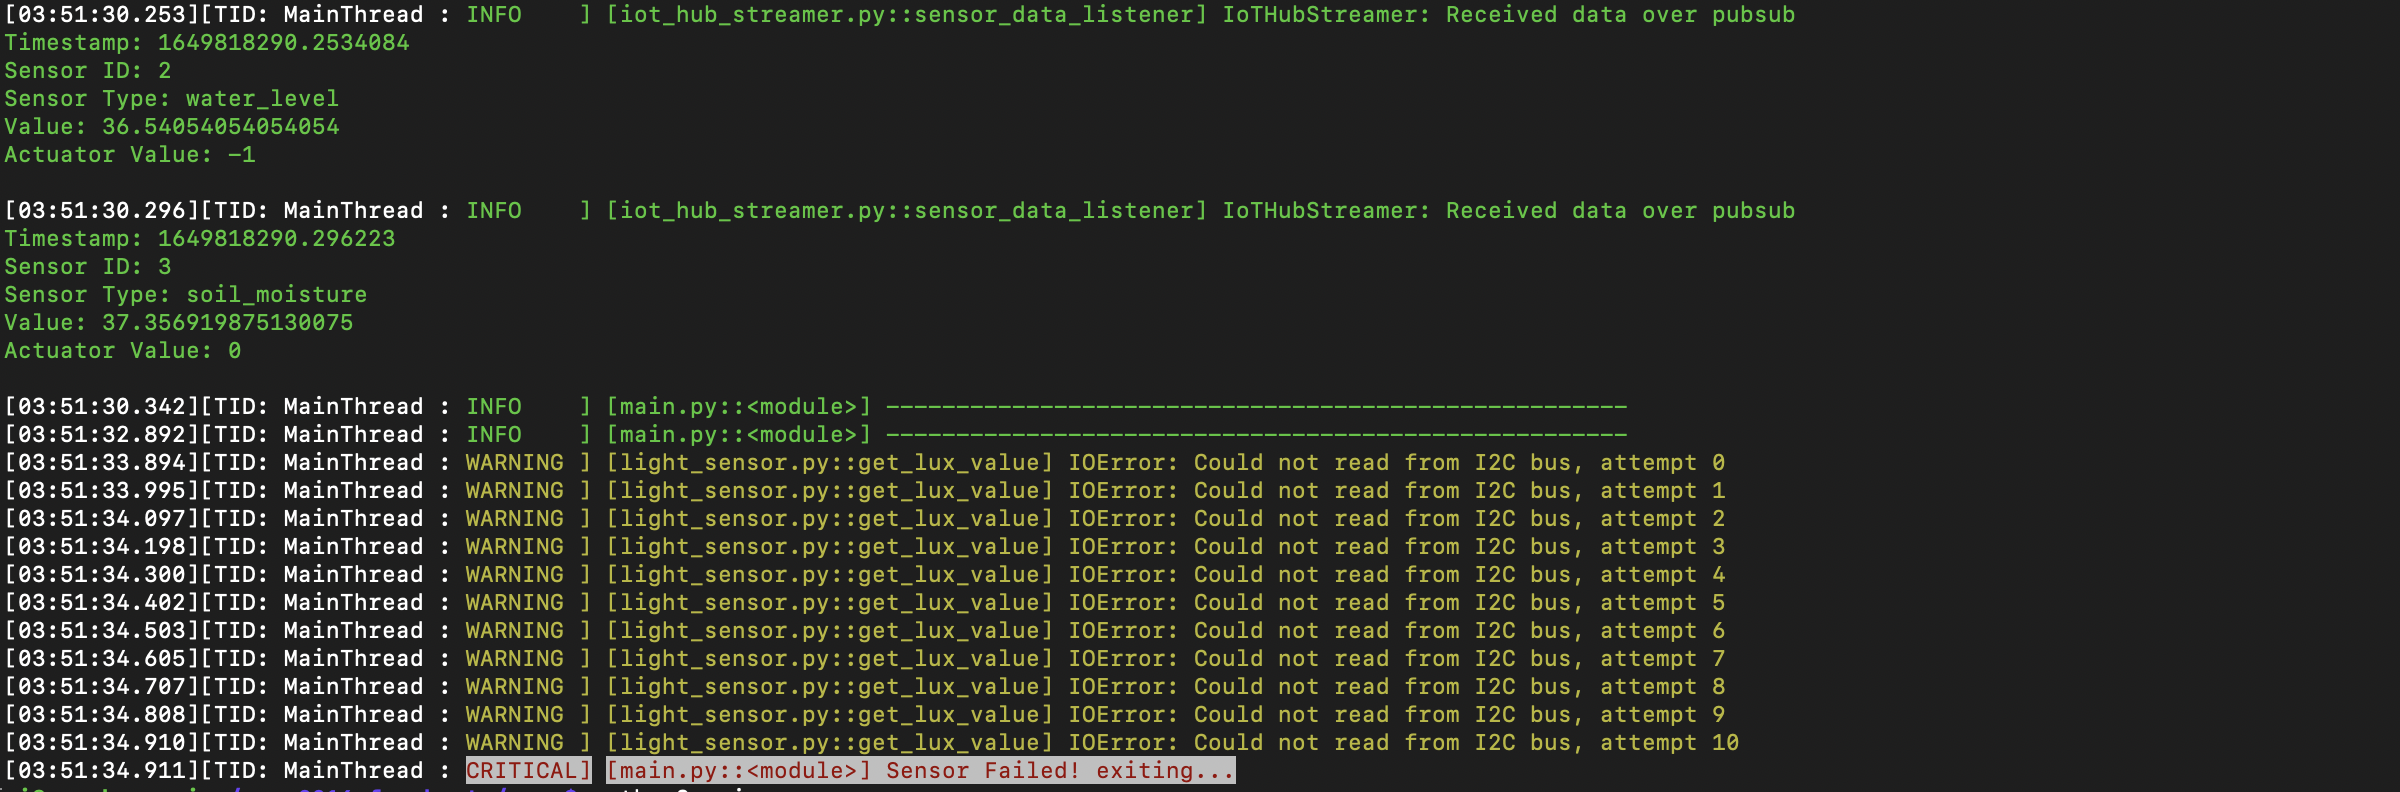 [03:51:30.253][TID: MainThread : INFO    ] [iot_hub_streamer.py::sensor_data_listener] IoTHubStreamer: Received data over pubsub
Timestamp: 1649818290.2534084
Sensor ID: 2
Sensor Type: water_level
Value: 36.54054054054054
Actuator Value: -1
[03:51:30.296][TID: MainThread : INFO    ] [iot_hub_streamer.py::sensor_data_listener] IoTHubStreamer: Received data over pubsub
Timestamp: 1649818290.296223
Sensor ID: 3
Sensor Type: soil_moisture
Value: 37.356919875130075
Actuator Value: 0
[03:51:30.342][TID: MainThread : INFO    ] [main.py::<module>] -----------------------------------------------------
[03:51:32.892][TID: MainThread : INFO    ] [main.py::<module>] -----------------------------------------------------
[03:51:33.894][TID: MainThread : WARNING ] [light_sensor.py::get_lux_value] IOError: Could not read from I2C bus, attempt 0
[03:51:33.995][TID: MainThread : WARNING ] [light_sensor.py::get_lux_value] IOError: Could not read from I2C bus, attempt 1
[03:51:34.097][TID: MainThread : WARNING ] [light_sensor.py::get_lux_value] IOError: Could not read from I2C bus, attempt 2
[03:51:34.198][TID: MainThread : WARNING ] [light_sensor.py::get_lux_value] IOError: Could not read from I2C bus, attempt 3
[03:51:34.300][TID: MainThread : WARNING ] [light_sensor.py::get_lux_value] IOError: Could not read from I2C bus, attempt 4
[03:51:34.402][TID: MainThread : WARNING ] [light_sensor.py::get_lux_value] IOError: Could not read from I2C bus, attempt 5
[03:51:34.503][TID: MainThread : WARNING ] [light_sensor.py::get_lux_value] IOError: Could not read from I2C bus, attempt 6
[03:51:34.605][TID: MainThread : WARNING ] [light_sensor.py::get_lux_value] IOError: Could not read from I2C bus, attempt 7
[03:51:34.707][TID: MainThread : WARNING ] [light_sensor.py::get_lux_value] IOError: Could not read from I2C bus, attempt 8
[03:51:34.808][TID: MainThread : WARNING ] [light_sensor.py::get_lux_value] IOError: Could not read from I2C bus, attempt 9
[03:51:34.910][TID: MainThread : WARNING ] [light_sensor.py::get_lux_value] IOError: Could not read from I2C bus, attempt 10
[03:51:34.911][TID: MainThread : CRITICAL] [main.py::<module>] Sensor Failed! exiting...